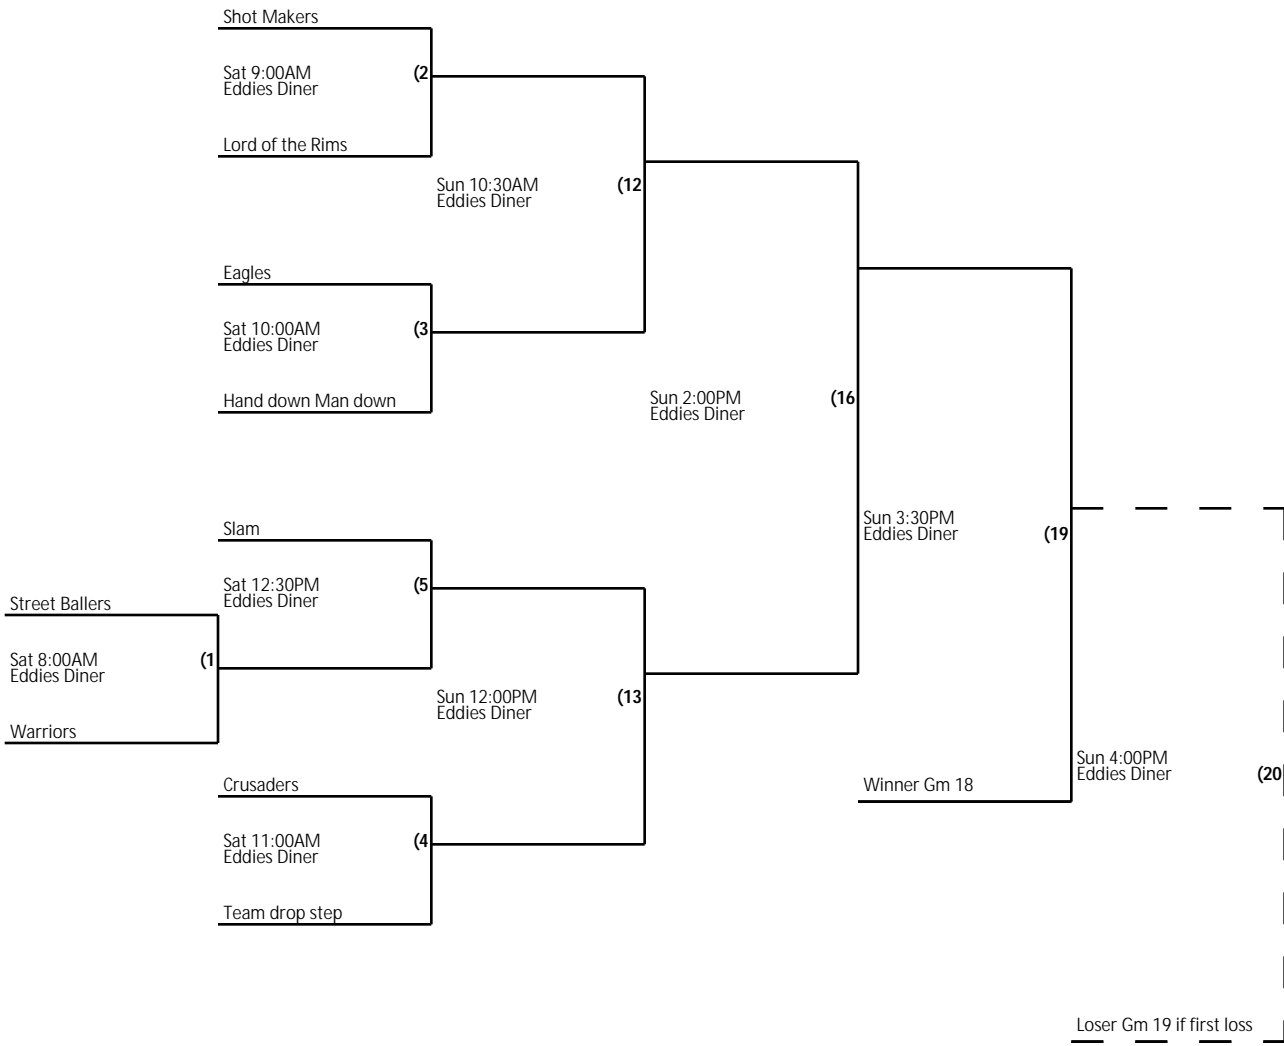 Shot Makers
Sat 9:00AM
Eddies Diner
(2
Lord of the Rims
Sun 10:30AM
Eddies Diner
(12
Eagles
Sat 10:00AM
Eddies Diner
(3
Hand down Man down
Sun 2:00PM
Eddies Diner
(16
Slam
Sat 12:30PM
Eddies Diner
(5
Street Ballers
Sat 8:00AM
Eddies Diner
(1
Warriors
Sun 12:00PM
Eddies Diner
(13
Crusaders
Sat 11:00AM
Eddies Diner
(4
Team drop step
Sun 3:30PM
Eddies Diner
(19
Winner Gm 18
Sun 4:00PM
Eddies Diner
(20
Loser Gm 19 if first loss